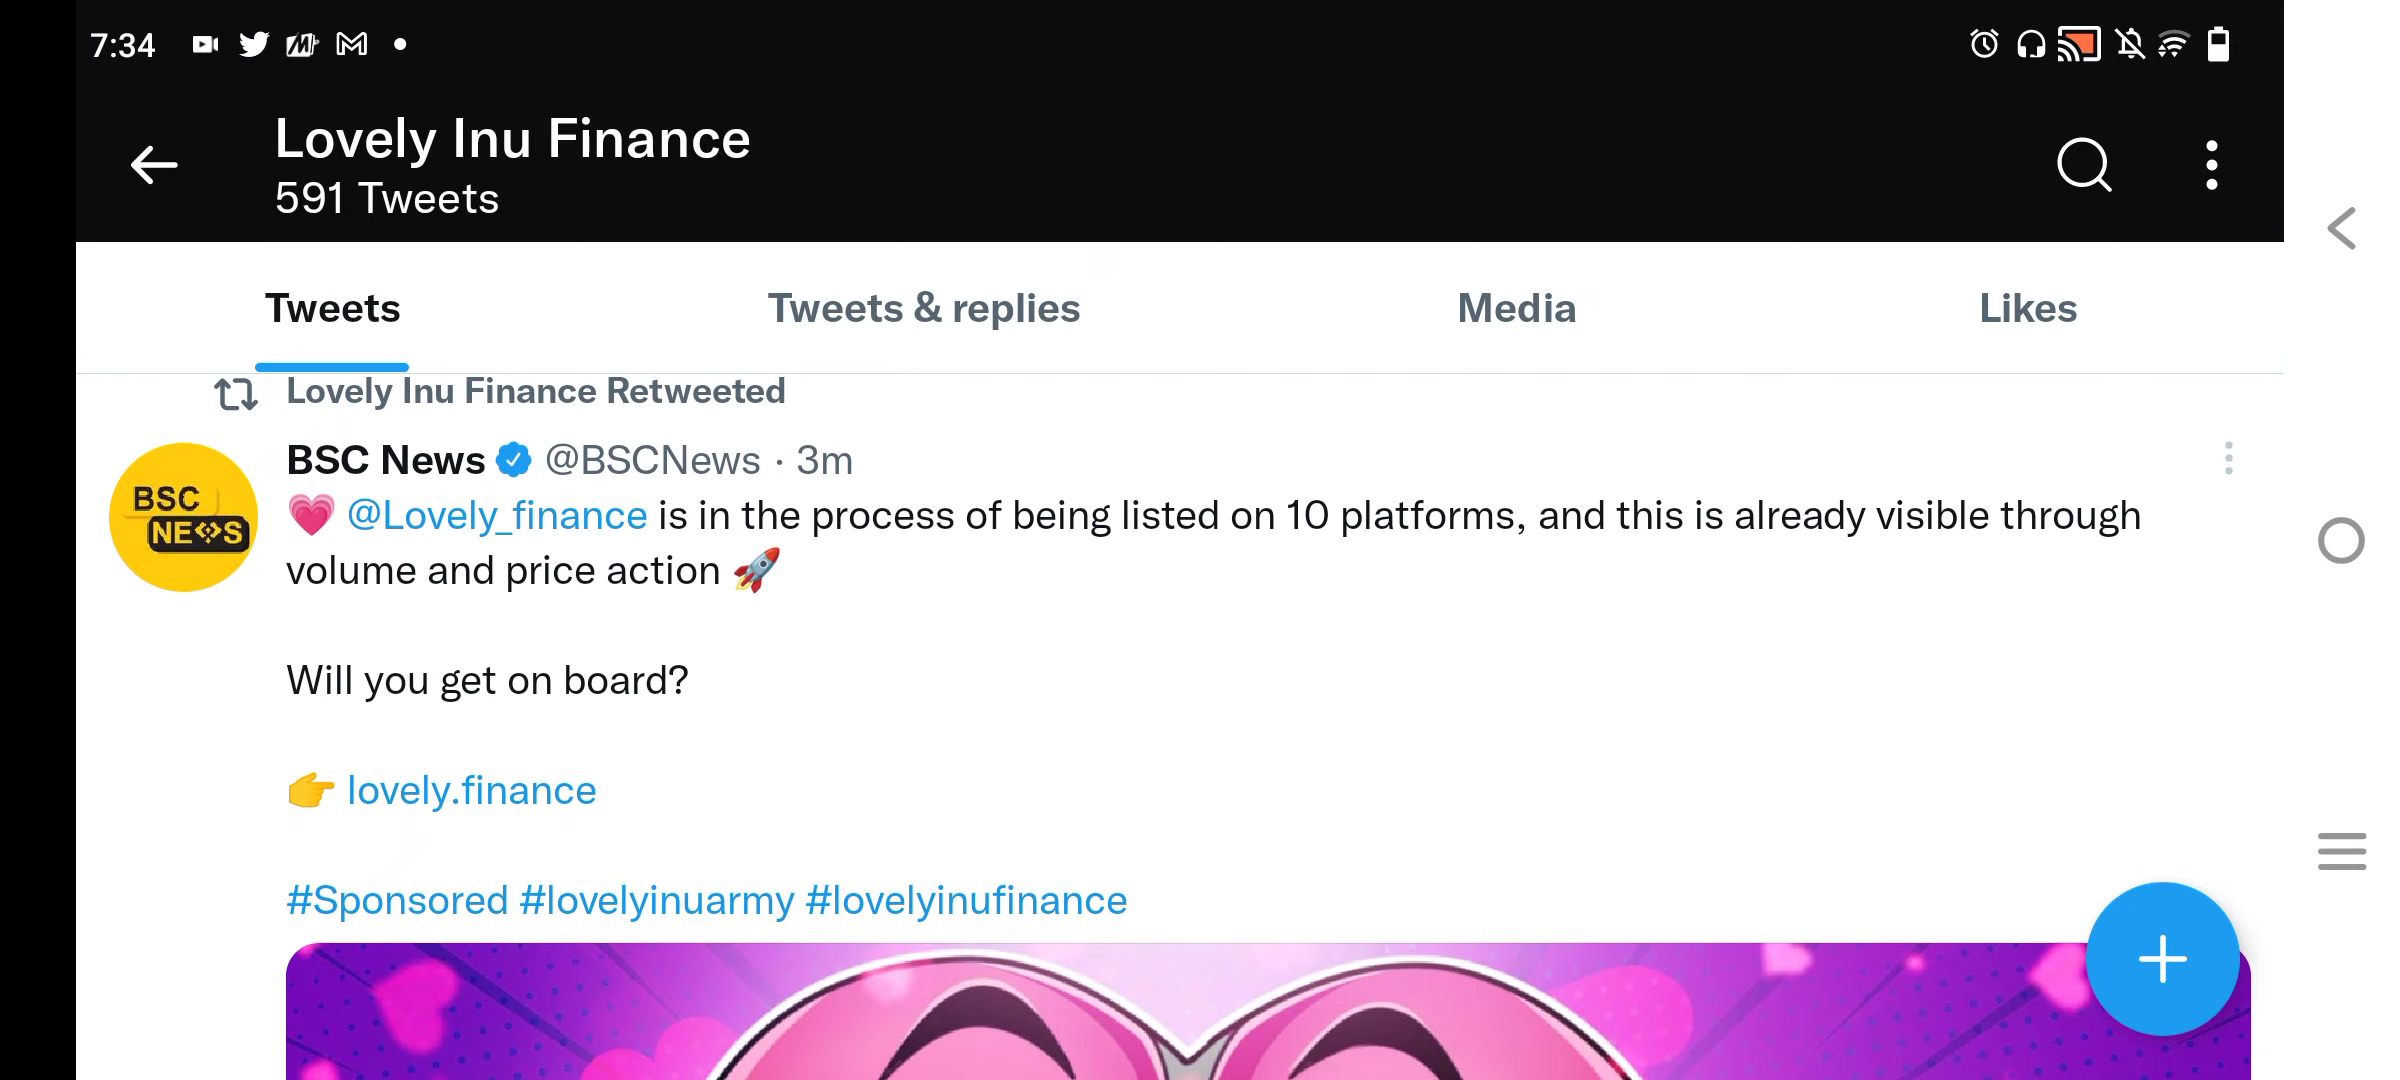 7:34
Lovely Inu Finance
591 Tweets
Tweets Tweets & replies Media Likes
Lovely Inu Finance Retweeted
BSC News @BSCNews · 3m
BSC
NEWS
💗 @Lovely_finance is in the process of being listed on 10 platforms, and this is already visible through
volume and price action 🚀
Will you get on board?
👉 lovely.finance
#Sponsored #lovelyinuarmy #lovelyinufinance